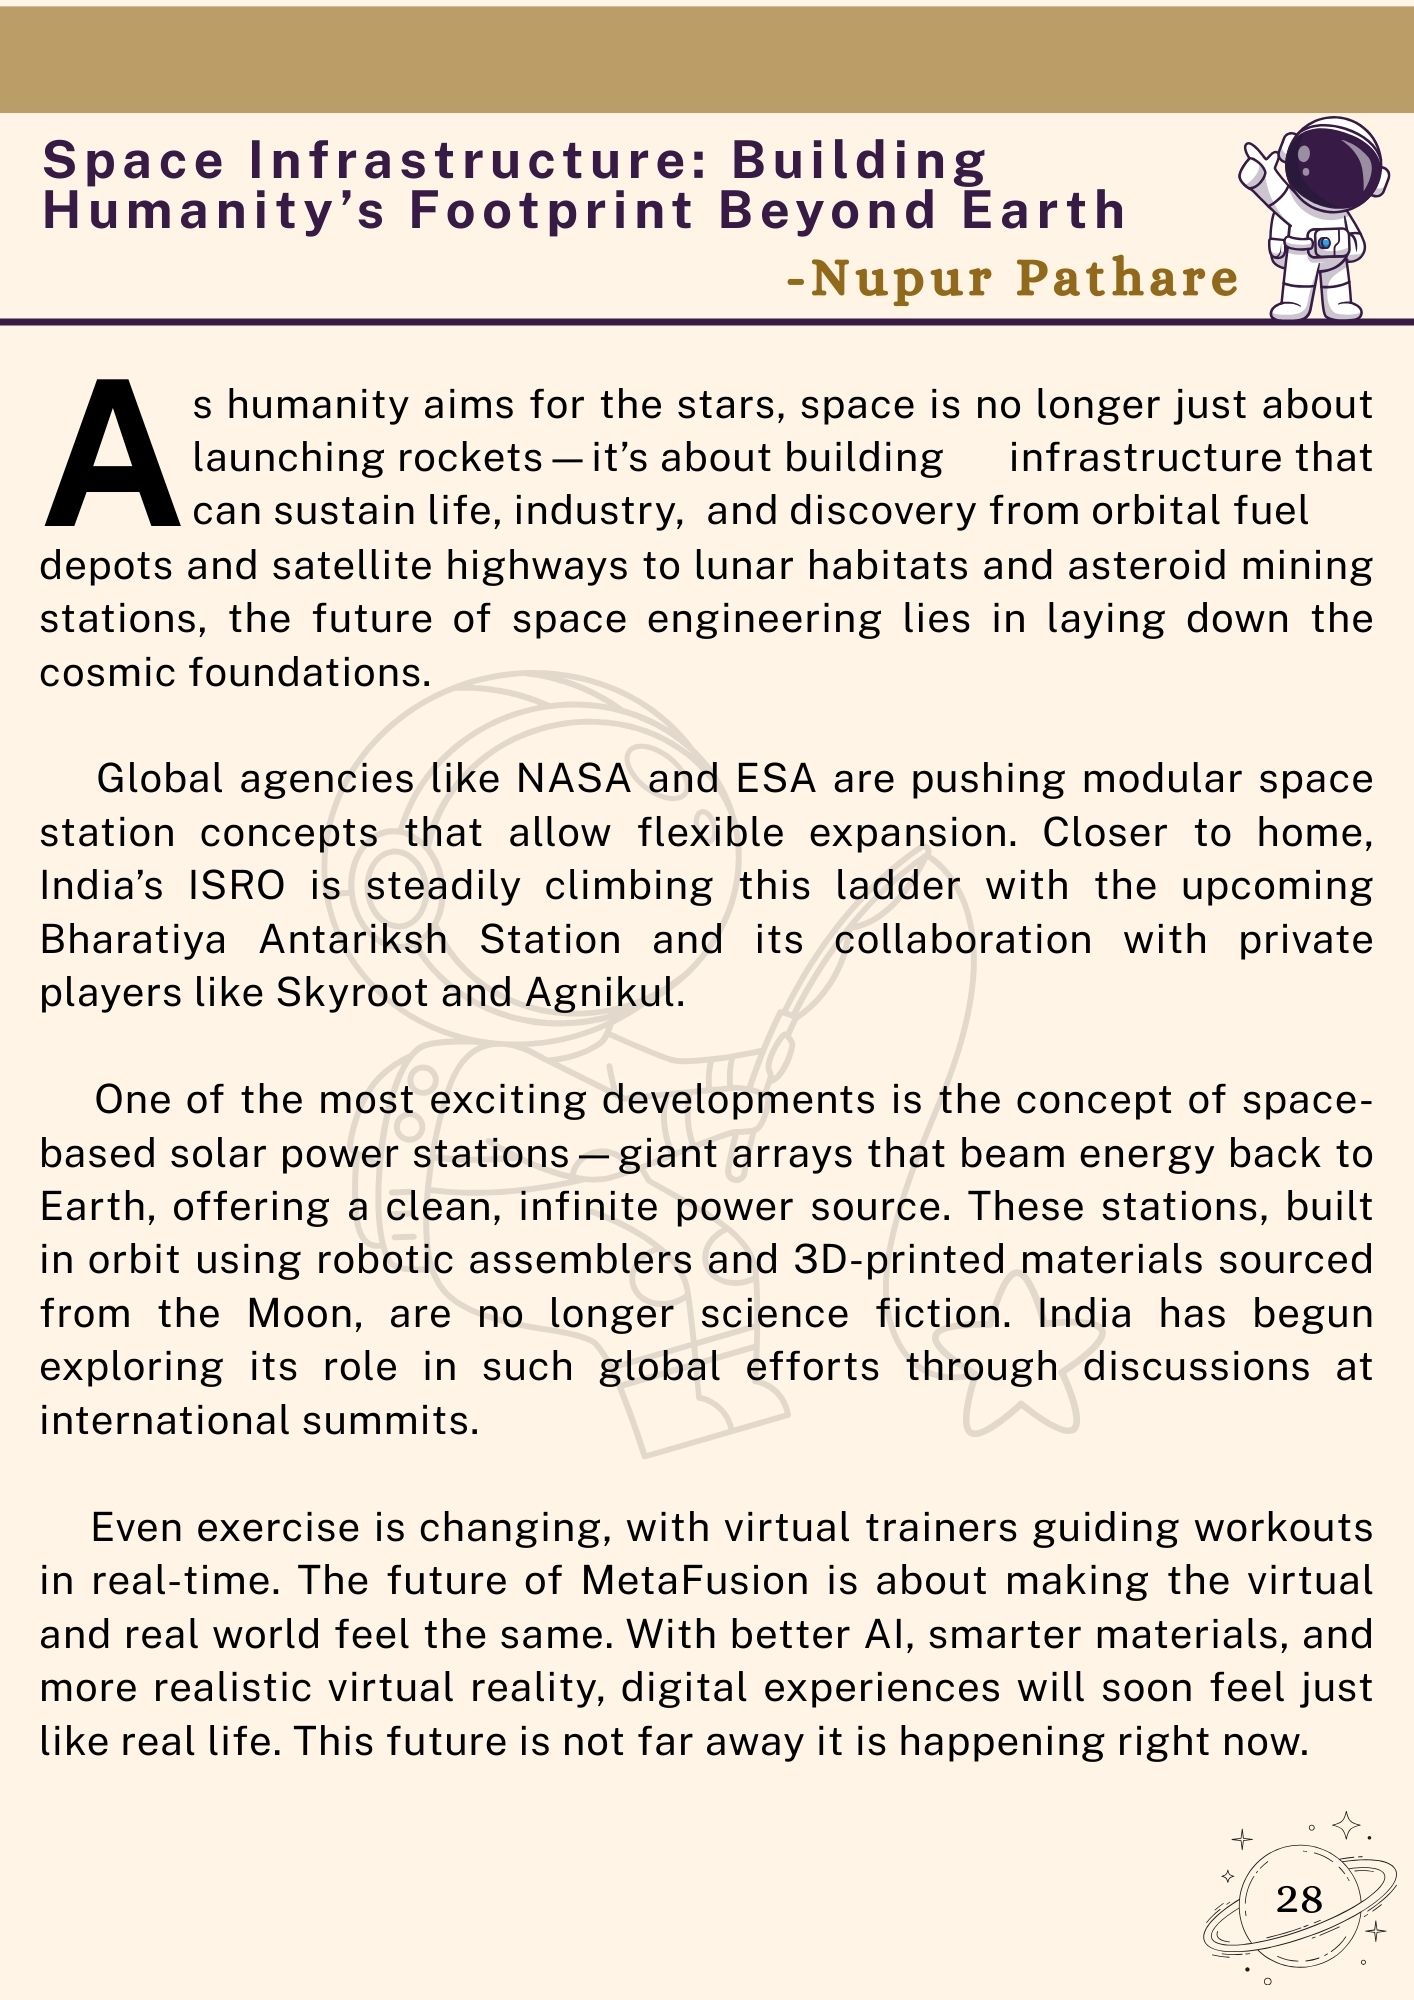 Space Infrastructure: Building
Humanity’s Footprint Beyond Earth
-Nupur Pathare
As humanity aims for the stars, space is no longer just about
launching rockets — it’s about building infrastructure that
can sustain life, industry, and discovery from orbital fuel
depots and satellite highways to lunar habitats and asteroid mining
stations, the future of space engineering lies in laying down the
cosmic foundations.
Global agencies like NASA and ESA are pushing modular space
station concepts that allow flexible expansion. Closer to home,
India’s ISRO is steadily climbing this ladder with the upcoming
Bharatiya Antariksh Station and its collaboration with private
players like Skyroot and Agnikul.
One of the most exciting developments is the concept of space-
based solar power stations — giant arrays that beam energy back to
Earth, offering a clean, infinite power source. These stations, built
in orbit using robotic assemblers and 3D-printed materials sourced
from the Moon, are no longer science fiction. India has begun
exploring its role in such global efforts through discussions at
international summits.
Even exercise is changing, with virtual trainers guiding workouts
in real-time. The future of MetaFusion is about making the virtual
and real world feel the same. With better AI, smarter materials, and
more realistic virtual reality, digital experiences will soon feel just
like real life. This future is not far away it is happening right now.
28